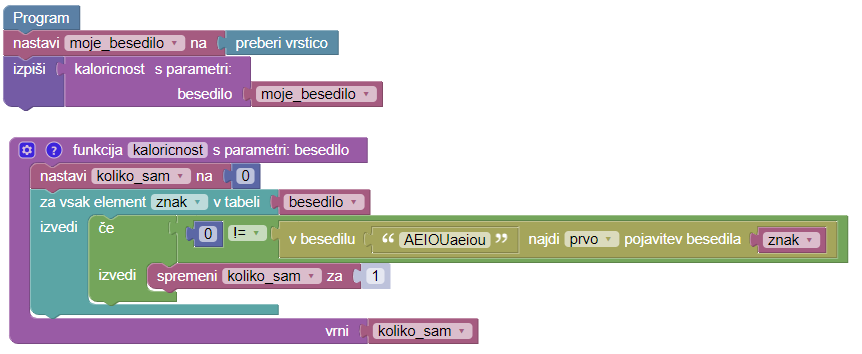 Program
nastavi moje_besedilo na preberi vrstico
izpiši kaloricnost s parametri:
besedilo moje_besedilo
? funkcija kaloricnost s parametri: besedilo
nastavi koliko_sam na 0
za vsak element znak v tabeli besedilo
izvedi če 0 != v besedilu “ AEIOUaeiou ” najdi prvo pojavitev besedila znak
izvedi spremeni koliko_sam za 1
vrni koliko_sam